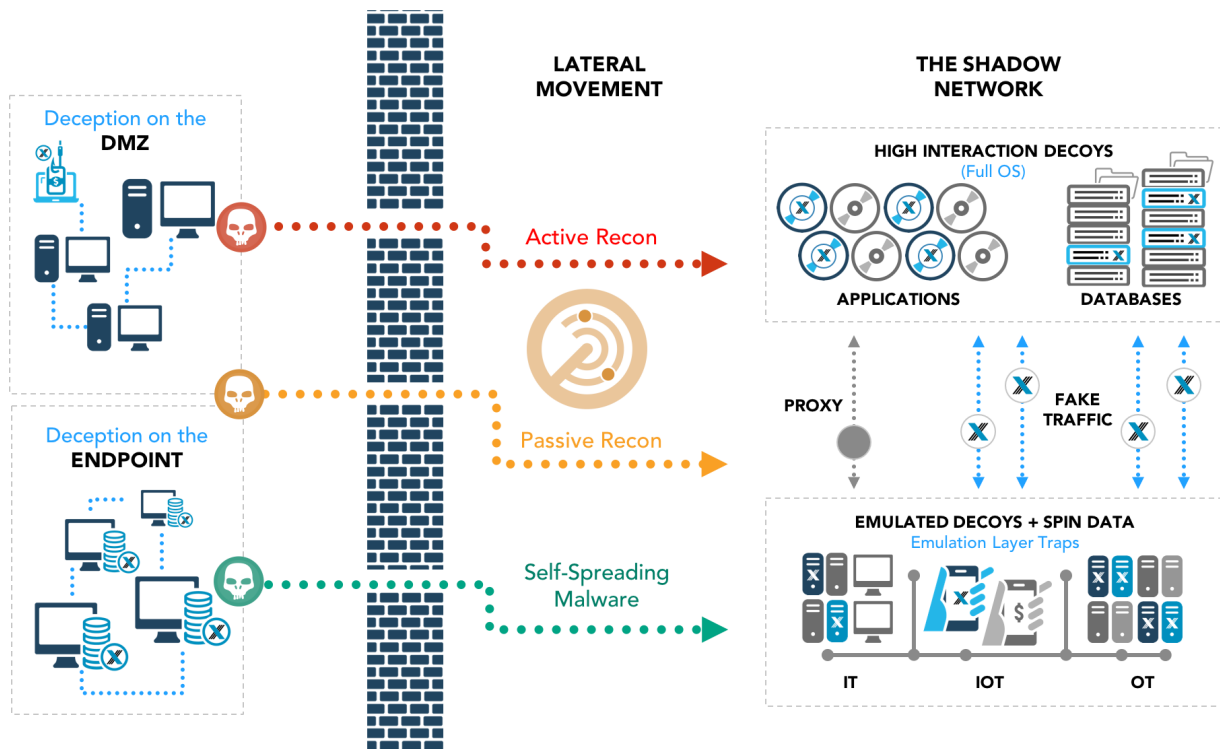 Deception on the
DMZ
Deception on the
ENDPOINT
LATERAL
MOVEMENT
Active Recon
Passive Recon
Self-Spreading
Malware
THE SHADOW
NETWORK
HIGH INTERACTION DECOYS
(Full OS)
APPLICATIONS
DATABASES
PROXY
FAKE
TRAFFIC
EMULATED DECOYS + SPIN DATA
Emulation Layer Traps
IT
IOT
OT